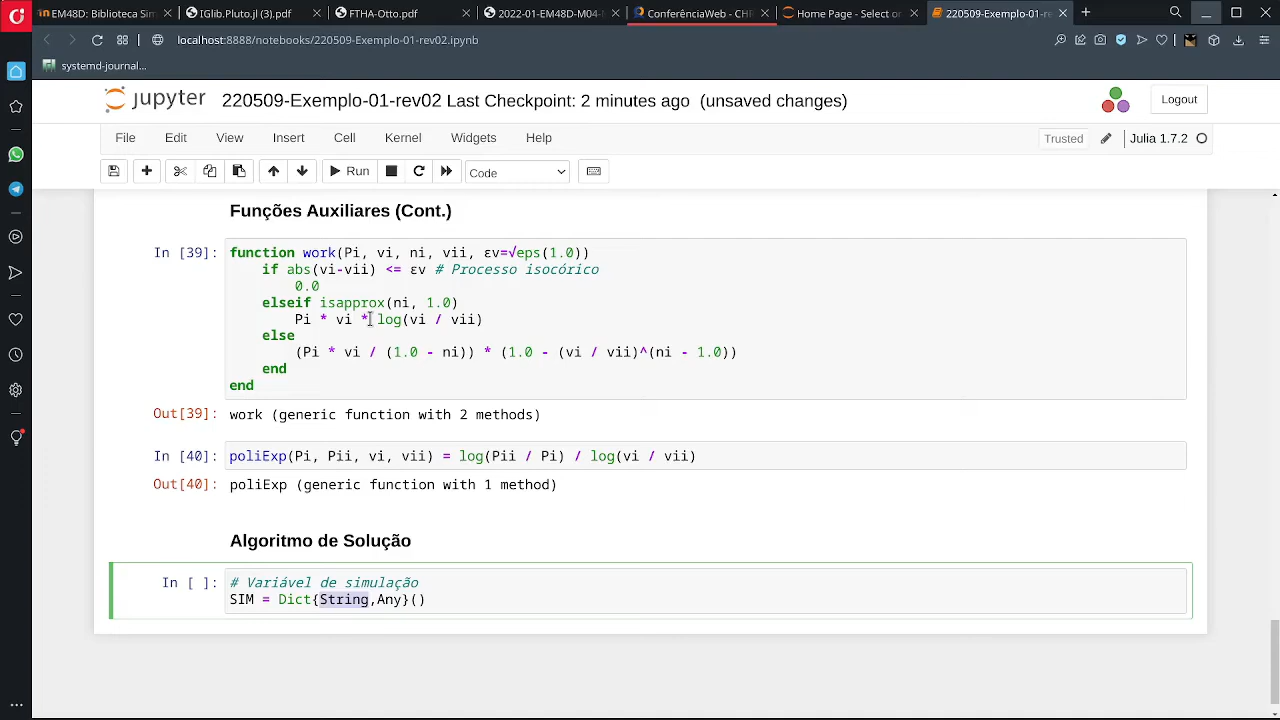 EM48D: Biblioteca Sim
IGlib.Pluto.jl (3).pdf
FTHA-Otto.pdf
2022-01-EM48D-M04-
ConferênciaWeb - CHF
Home Page - Select or
220509-Exemplo-01-re
localhost:8888/notebooks/220509-Exemplo-01-rev02.ipynb
systemd-journal...
jupyter 220509-Exemplo-01-rev02 Last Checkpoint: 2 minutes ago (unsaved changes) Logout
File Edit View Insert Cell Kernel Widgets Help Trusted Julia 1.7.2
Run Code
Funções Auxiliares (Cont.)
In [39]: function work(Pi, vi, ni, vii, εv=√eps(1.0))
if abs(vi-vii) <= εv # Processo isocórico
0.0
elseif isapprox(ni, 1.0)
Pi * vi * log(vi / vii)
else
(Pi * vi / (1.0 - ni)) * (1.0 - (vi / vii)^(ni - 1.0))
end
end
Out[39]: work (generic function with 2 methods)
In [40]: poliExp(Pi, Pii, vi, vii) = log(Pii / Pi) / log(vi / vii)
Out[40]: poliExp (generic function with 1 method)
Algoritmo de Solução
In [ ]: # Variável de simulação
SIM = Dict{String,Any}()